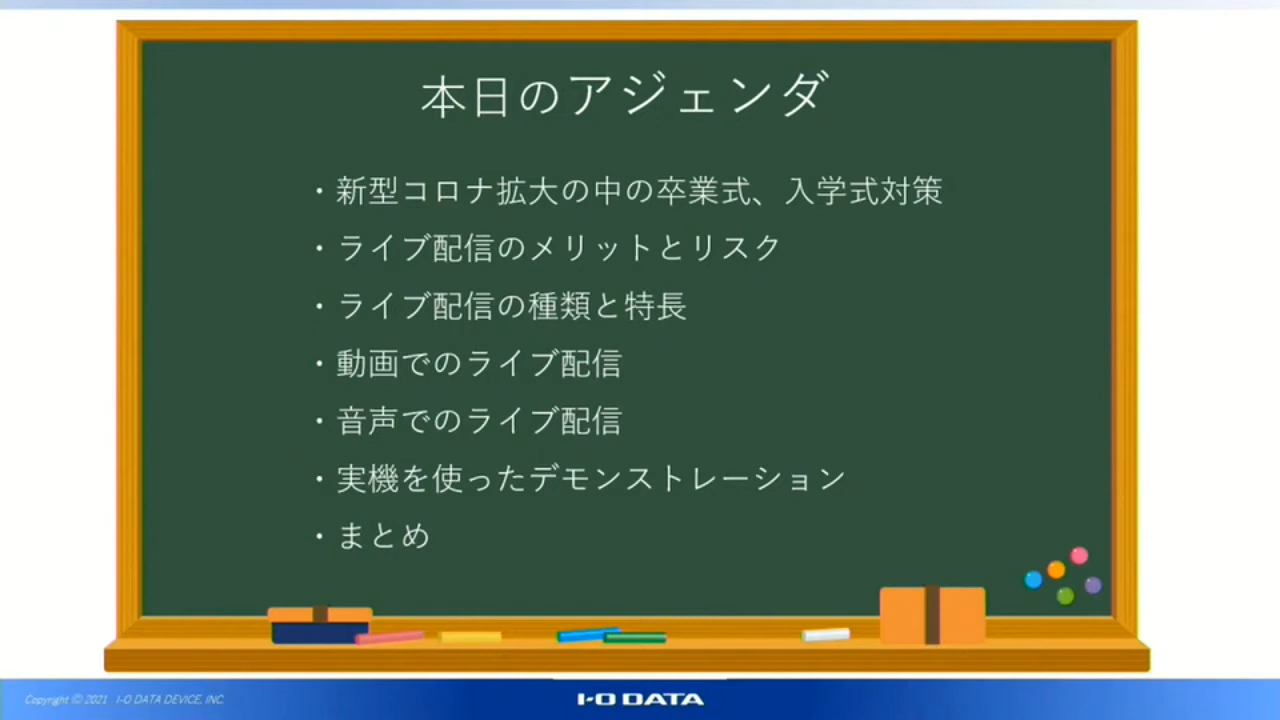 本日のアジェンダ
・新型コロナ拡大の中の卒業式、入学式対策
・ライブ配信のメリットとリスク
・ライブ配信の種類と特長
・動画でのライブ配信
・音声でのライブ配信
・実機を使ったデモンストレーション
・まとめ
Copyright © 2021 I-O DATA DEVICE, INC.
I-O DATA